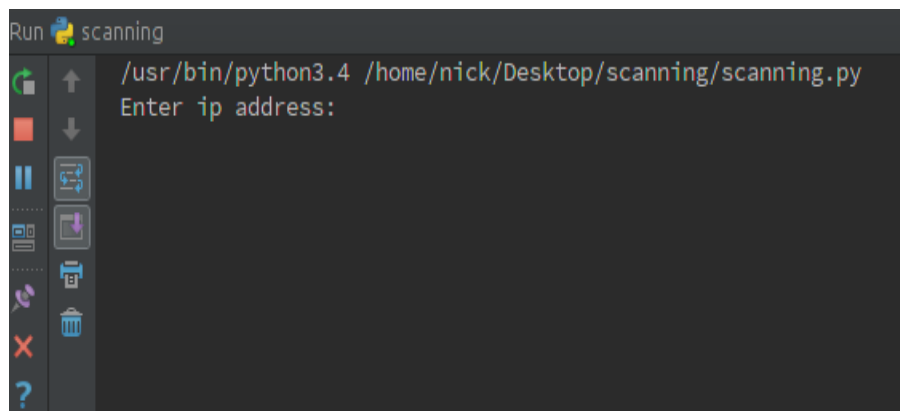 Run scanning
/usr/bin/python3.4 /home/nick/Desktop/scanning/scanning.py
Enter ip address: